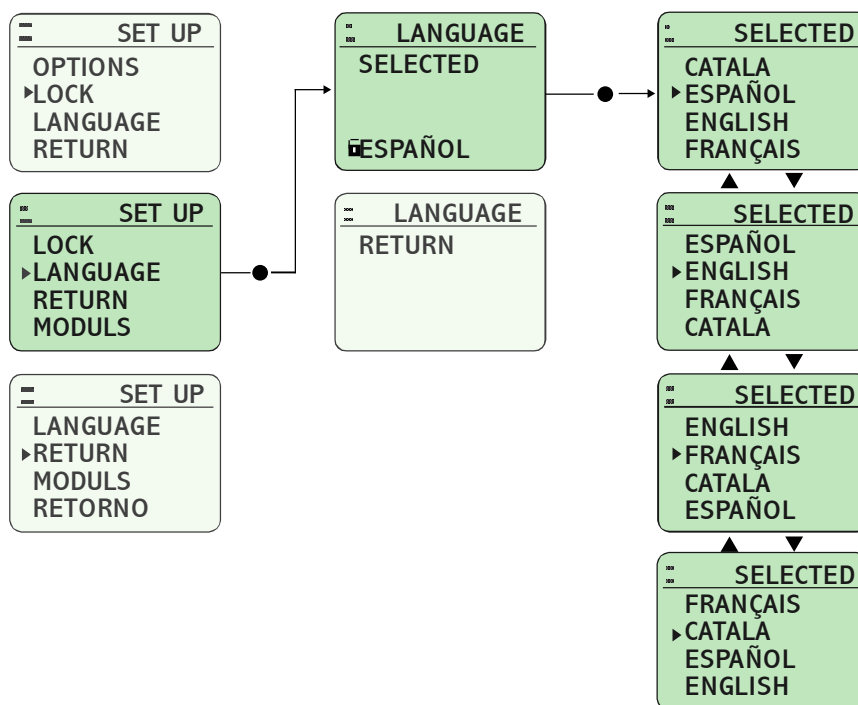 SET UP
OPTIONS
LOCK
LANGUAGE
RETURN
SET UP
LOCK
LANGUAGE
RETURN
MODULS
SET UP
LANGUAGE
RETURN
MODULS
RETORNO
LANGUAGE
SELECTED
ESPAÑOL
LANGUAGE
RETURN
SELECTED
CATALA
ESPAÑOL
ENGLISH
FRANÇAIS
SELECTED
ESPAÑOL
ENGLISH
FRANÇAIS
CATALA
SELECTED
ENGLISH
FRANÇAIS
CATALA
ESPAÑOL
SELECTED
FRANÇAIS
CATALA
ESPAÑOL
ENGLISH